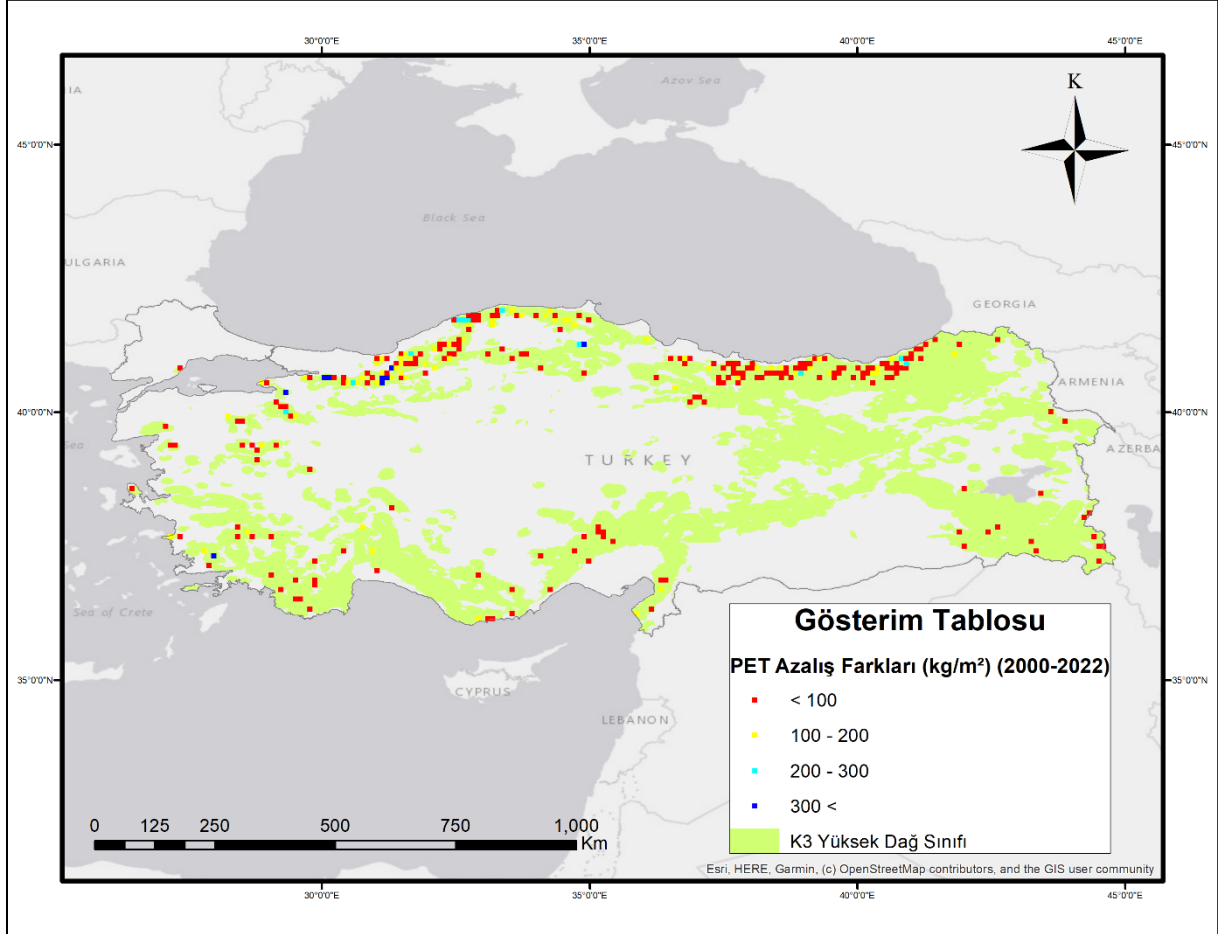 30°0'0"E 35°0'0"E 40°0'0"E 45°0'0"E
IA
Azov Sea
K
45°0'0"N 45°0'0"N
Black Sea
ULGARIA
GEORGIA
ARMENIA
40°0'0"N 40°0'0"N
Sea
AZERBA
TURKEY
Sea of Crete
CYPRUS
LEBANON
35°0'0"N 35°0'0"N
Gösterim Tablosu
PET Azalış Farkları (kg/m²) (2000-2022)
< 100
100 - 200
200 - 300
300 <
K3 Yüksek Dağ Sınıfı
0 125 250 500 750 1,000
Km
Esri, HERE, Garmin, (c) OpenStreetMap contributors, and the GIS user community
30°0'0"E 35°0'0"E 40°0'0"E 45°0'0"E